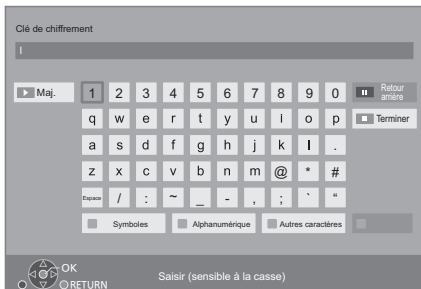 Clé de chiffrement
Maj.
1 2 3 4 5 6 7 8 9 0
Retour arrière
q w e r t y u i o p
Terminer
a s d f g h j k l .
z x c v b n m @ * #
Espace / : ~ _ - , ; ` "
Symboles
Alphanumérique
Autres caractères
OK
RETURN
Saisir (sensible à la casse)